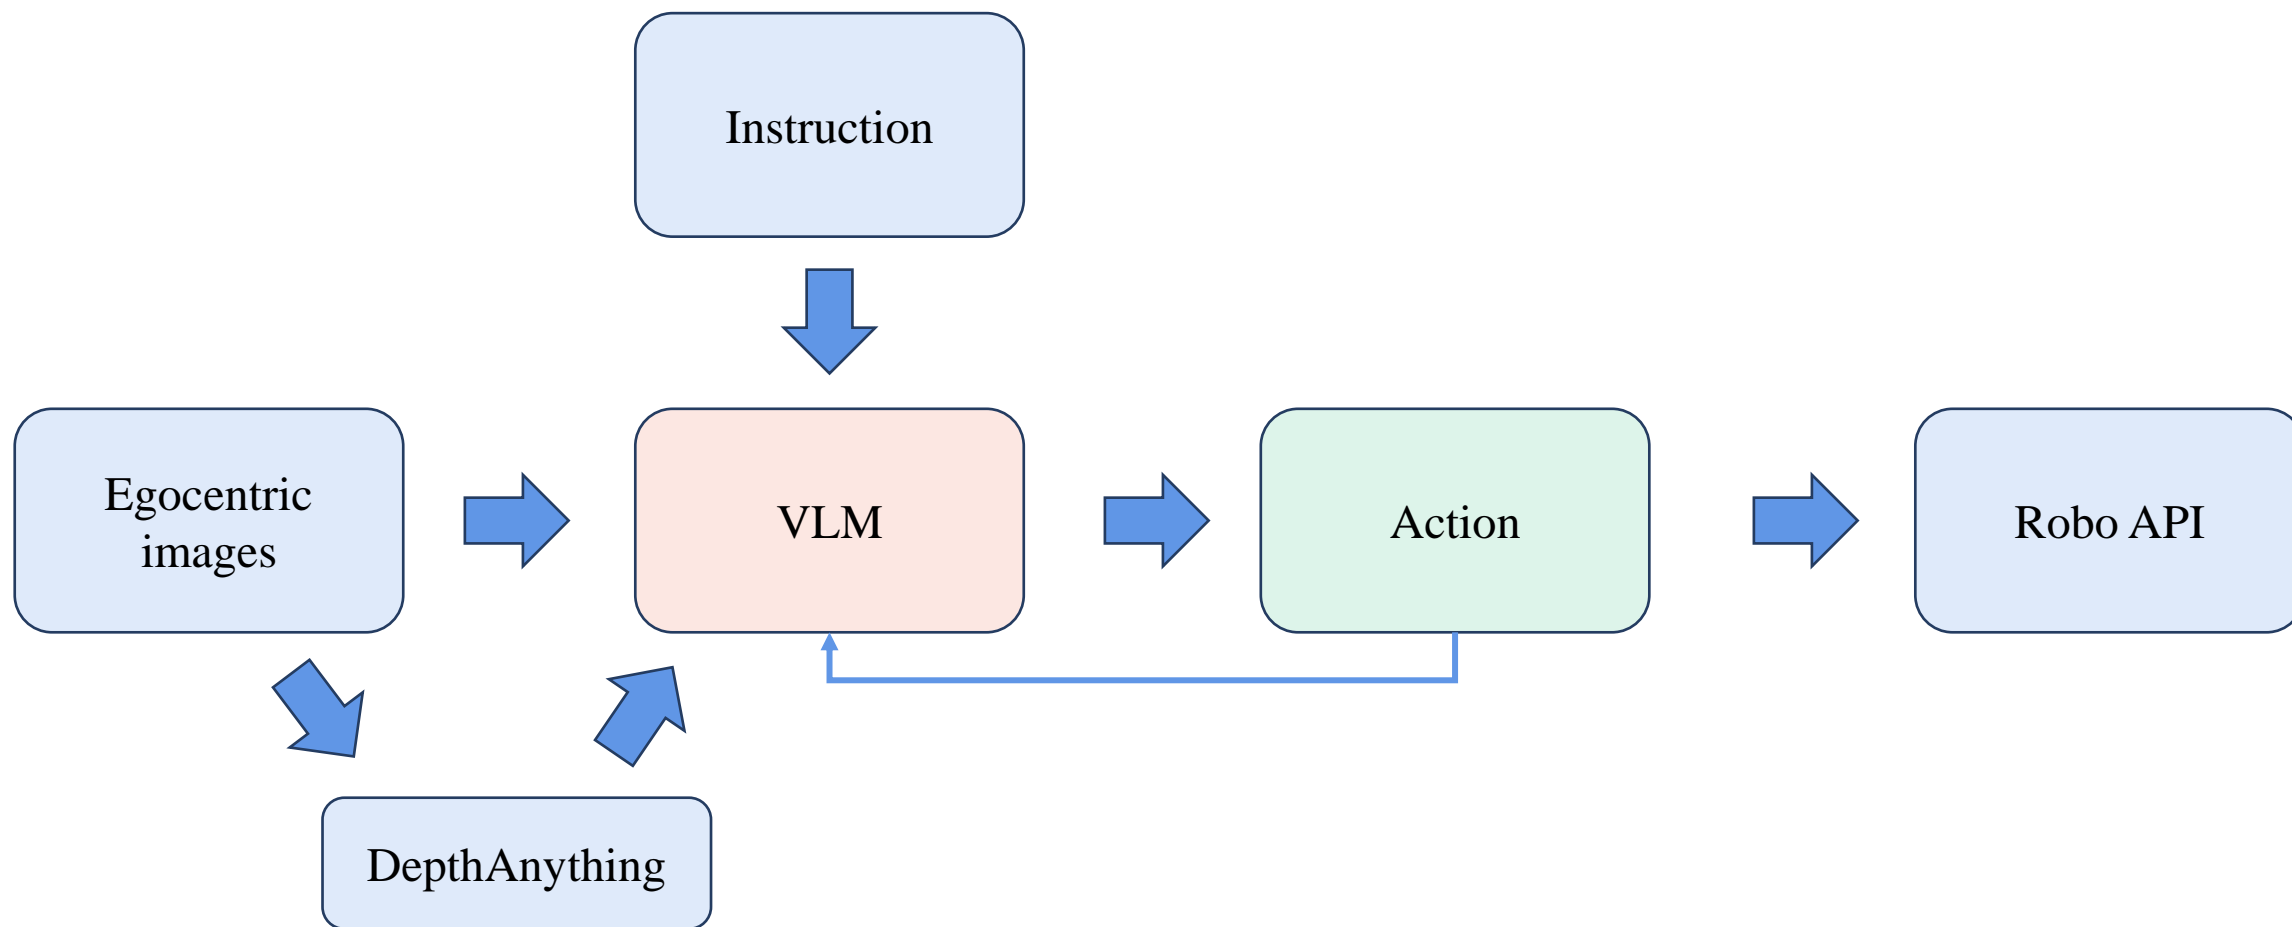 Instruction
Egocentric
images
VLM
Action
Robo API
DepthAnything